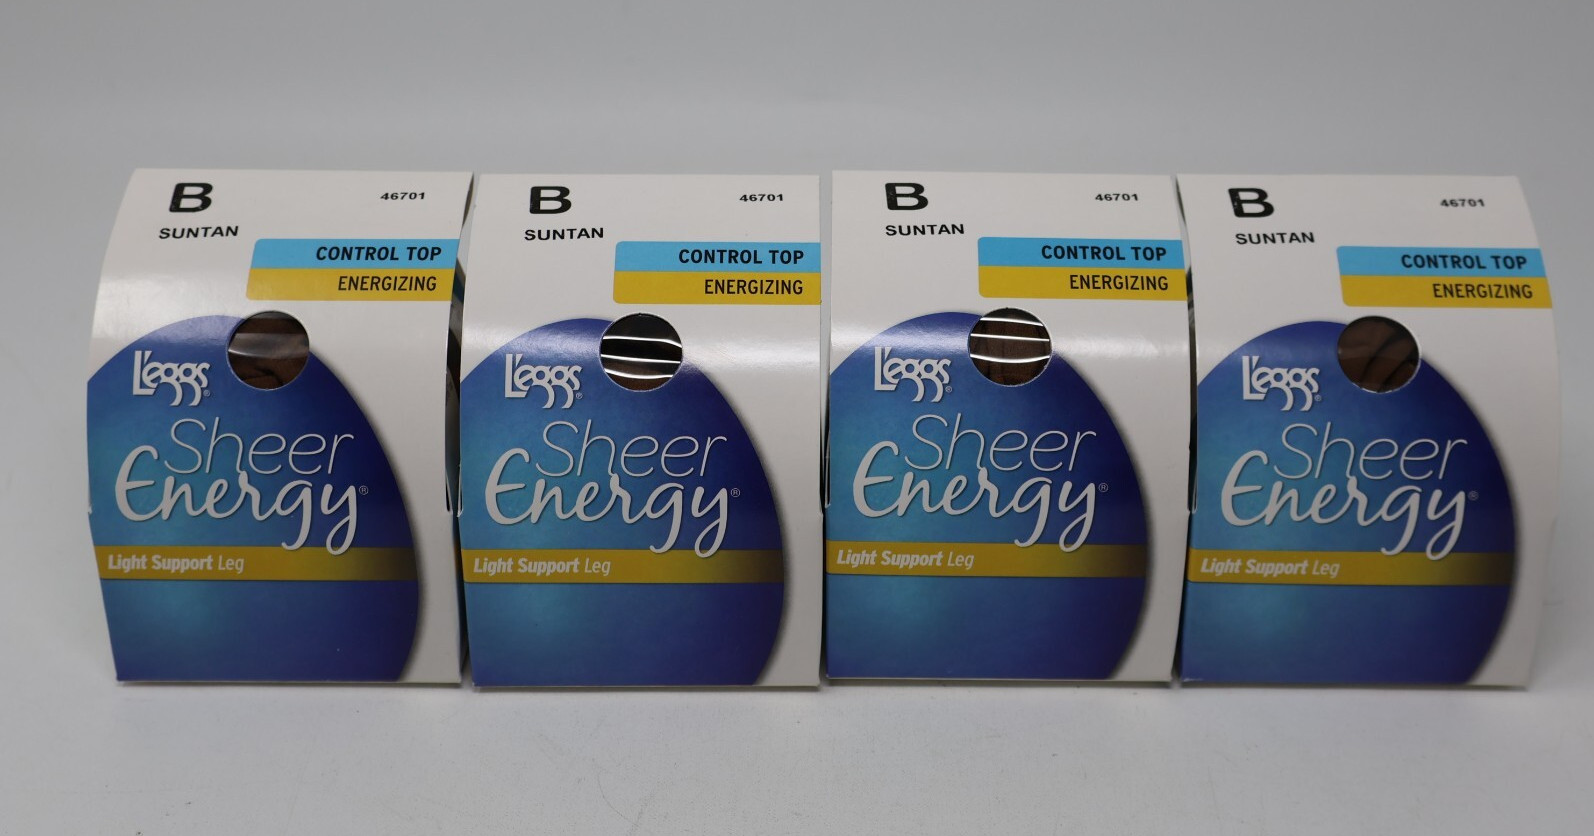 B 46701
SUNTAN
CONTROL TOP
ENERGIZING
L'eggs®
Sheer
Energy®
Light Support Leg
B 46701
SUNTAN
CONTROL TOP
ENERGIZING
L'eggs®
Sheer
Energy®
Light Support Leg
B 46701
SUNTAN
CONTROL TOP
ENERGIZING
L'eggs®
Sheer
Energy®
Light Support Leg
B 46701
SUNTAN
CONTROL TOP
ENERGIZING
L'eggs®
Sheer
Energy®
Light Support Leg